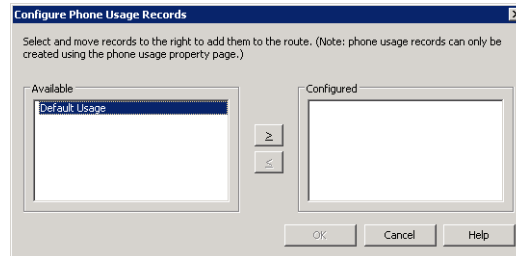 Configure Phone Usage Records
Select and move records to the right to add them to the route. (Note: phone usage records can only be
created using the phone usage property page.)
Available
Configured
Default Usage
≥
≤
OK
Cancel
Help